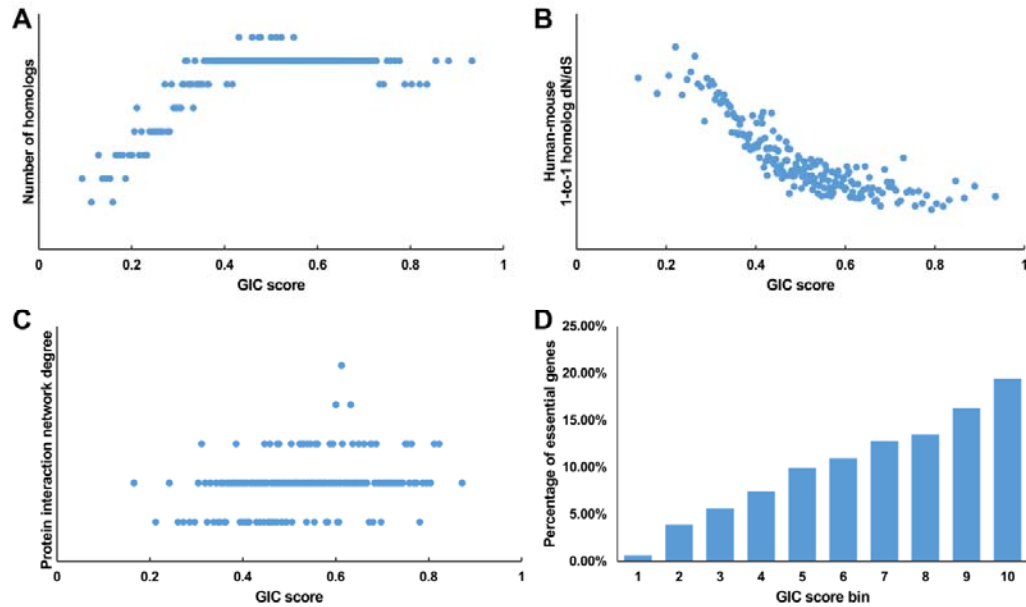 A
Number of homologs
0
0.2
0.4
0.6
0.8
1
GIC score
B
Human-mouse
1-to-1 homolog dN/dS
0
0.2
0.4
0.6
0.8
1
GIC score
C
Protein interaction network degree
0
0.2
0.4
0.6
0.8
1
GIC score
D
Percentage of essential genes
25.00%
20.00%
15.00%
10.00%
5.00%
0.00%
1
2
3
4
5
6
7
8
9
10
GIC score bin